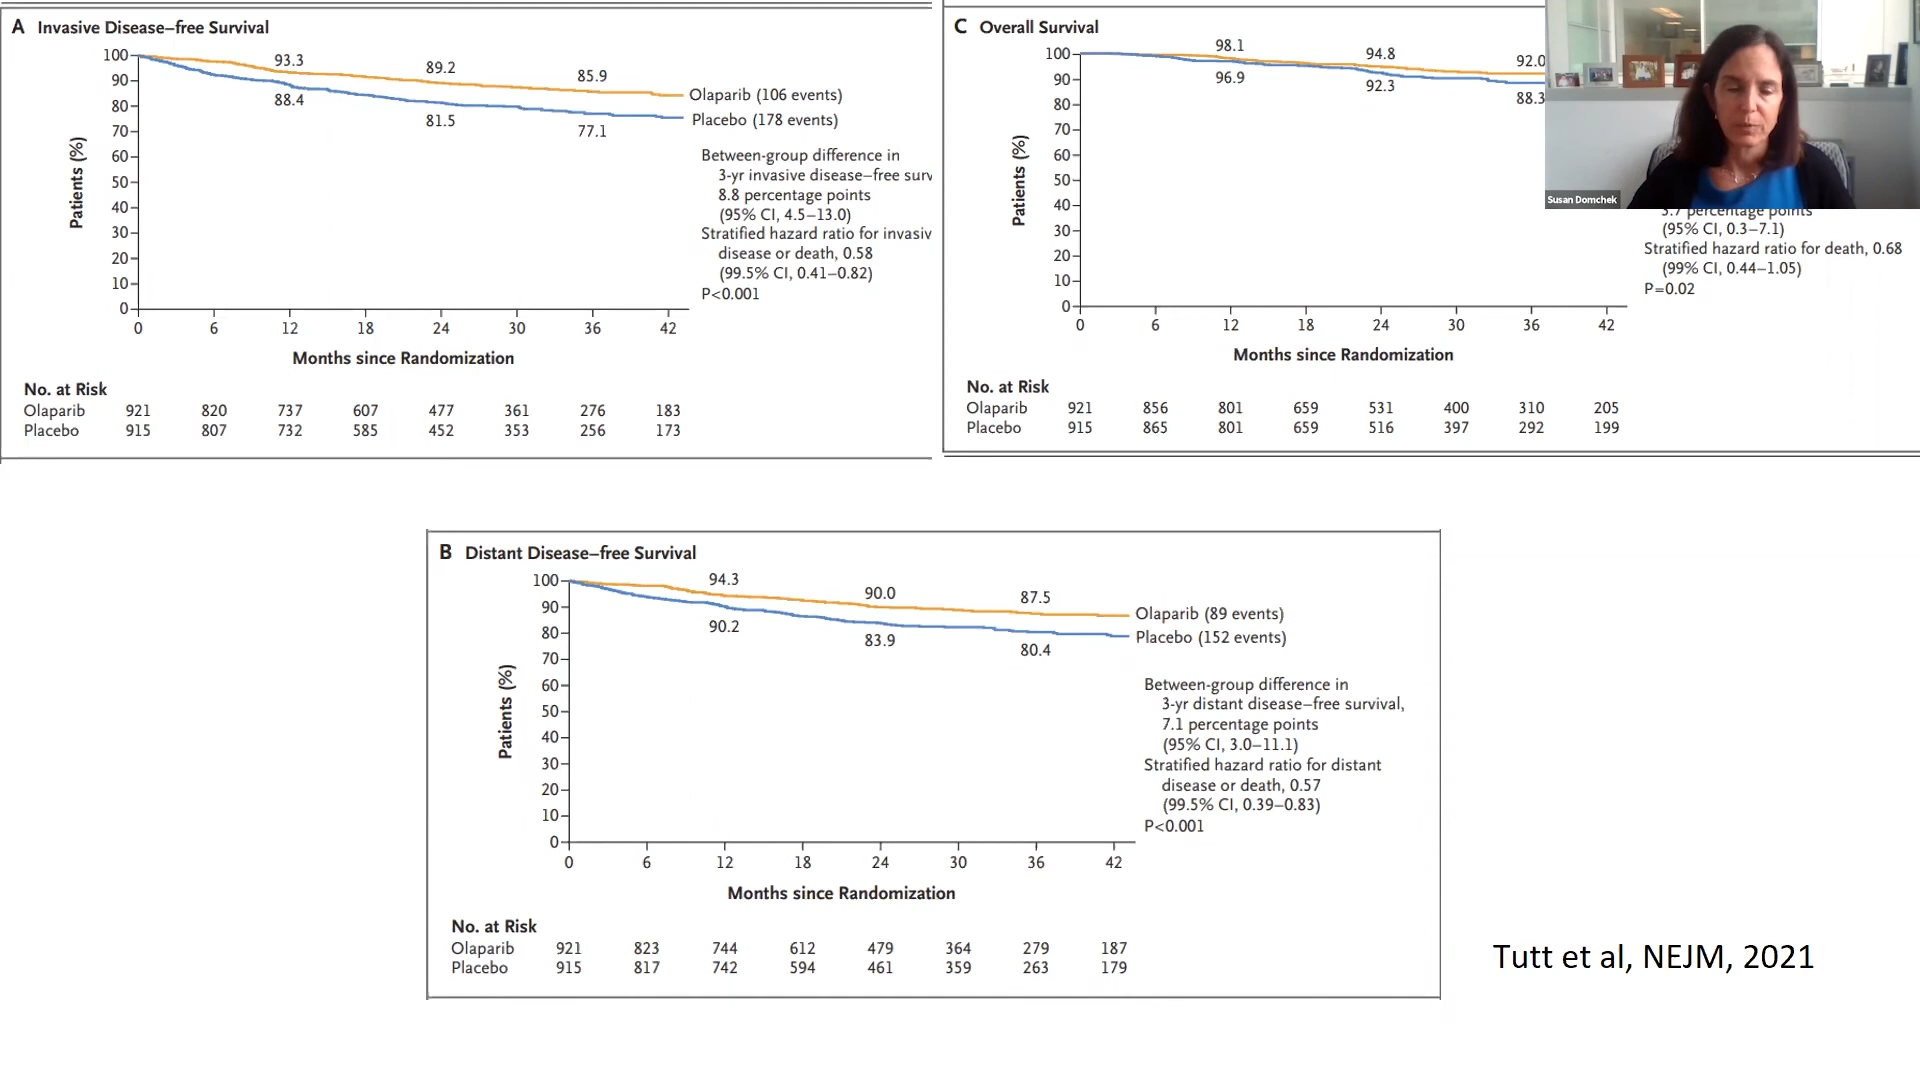 A Invasive Disease–free Survival
100
90
80
70
60
50
40
30
20
10
0
Patients (%)
93.3
89.2
85.9
88.4
81.5
77.1
Olaparib (106 events)
Placebo (178 events)
Between-group difference in
3-yr invasive disease–free surv
8.8 percentage points
(95% CI, 4.5–13.0)
Stratified hazard ratio for invasiv
disease or death, 0.58
(99.5% CI, 0.41–0.82)
P<0.001
0 6 12 18 24 30 36 42
Months since Randomization
No. at Risk
Olaparib 921 820 737 607 477 361 276 183
Placebo 915 807 732 585 452 353 256 173
C Overall Survival
100
90
80
70
60
50
40
30
20
10
0
Patients (%)
98.1
94.8
92.0
96.9
92.3
88.3
Susan Domchek
3.7 percentage points
(95% CI, 0.3–7.1)
Stratified hazard ratio for death, 0.68
(99% CI, 0.44–1.05)
P=0.02
0 6 12 18 24 30 36 42
Months since Randomization
No. at Risk
Olaparib 921 856 801 659 531 400 310 205
Placebo 915 865 801 659 516 397 292 199
B Distant Disease–free Survival
100
90
80
70
60
50
40
30
20
10
0
Patients (%)
94.3
90.0
87.5
90.2
83.9
80.4
Olaparib (89 events)
Placebo (152 events)
Between-group difference in
3-yr distant disease–free survival,
7.1 percentage points
(95% CI, 3.0–11.1)
Stratified hazard ratio for distant
disease or death, 0.57
(99.5% CI, 0.39–0.83)
P<0.001
0 6 12 18 24 30 36 42
Months since Randomization
No. at Risk
Olaparib 921 823 744 612 479 364 279 187
Placebo 915 817 742 594 461 359 263 179
Tutt et al, NEJM, 2021